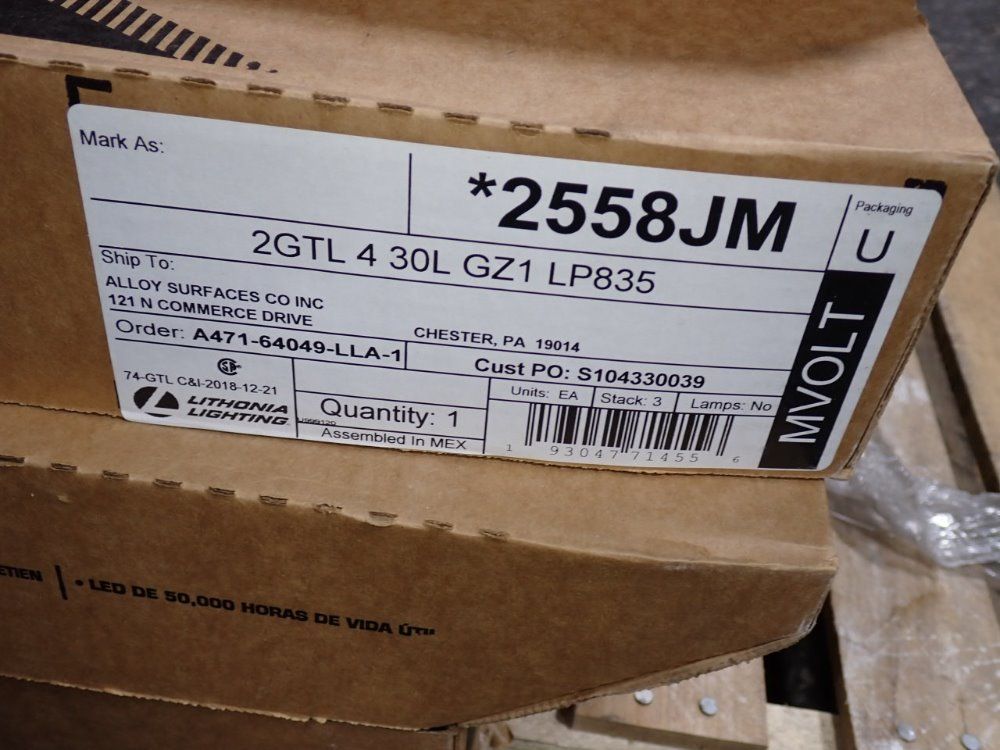 Mark As:
*2558JM
Packaging
U
2GTL 4 30L GZ1 LP835
Ship To:
ALLOY SURFACES CO INC
121 N COMMERCE DRIVE
CHESTER, PA 19014
Order: A471-64049-LLA-1
Cust PO: S104330039
74-GTL C&I-2018-12-21
LITHONIA
LIGHTING
Quantity: 1
Assembled In MEX
Units: EA
Stack: 3
Lamps: No
1 93047 71455 6
MVOLT
• LED DE 50,000 HORAS DE VIDA ÚTIL